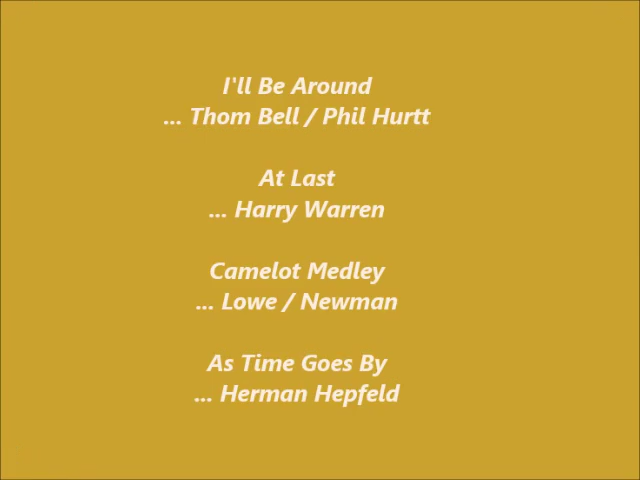 I'll Be Around
... Thom Bell / Phil Hurtt
At Last
... Harry Warren
Camelot Medley
... Lowe / Newman
As Time Goes By
... Herman Hepfeld